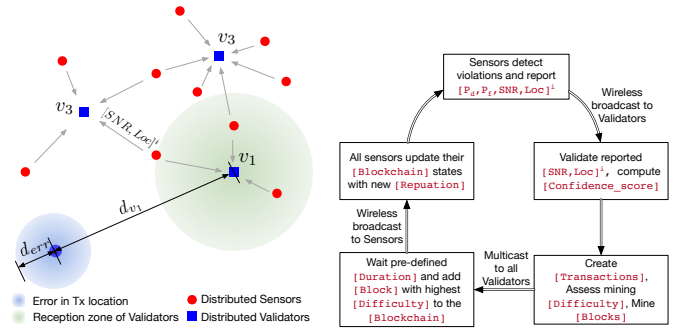 v3
v3
[SNR, Loc]^i
v1
d_v1
d_err
Error in Tx location
Distributed Sensors
Reception zone of Validators
Distributed Validators
Sensors detect
violations and report
[Pd,Pf,SNR,Loc]^i
Wireless
broadcast to
Validators
All sensors update their
[Blockchain] states
with new [Repuation]
Validate reported
[SNR,Loc]^i, compute
[Confidence_score]
Wireless
broadcast
to Sensors
Wait pre-defined
[Duration] and add
[Block] with highest
[Difficulty] to the
[Blockchain]
Multicast
to all
Validators
Create
[Transactions],
Assess mining
[Difficulty], Mine
[Blocks]